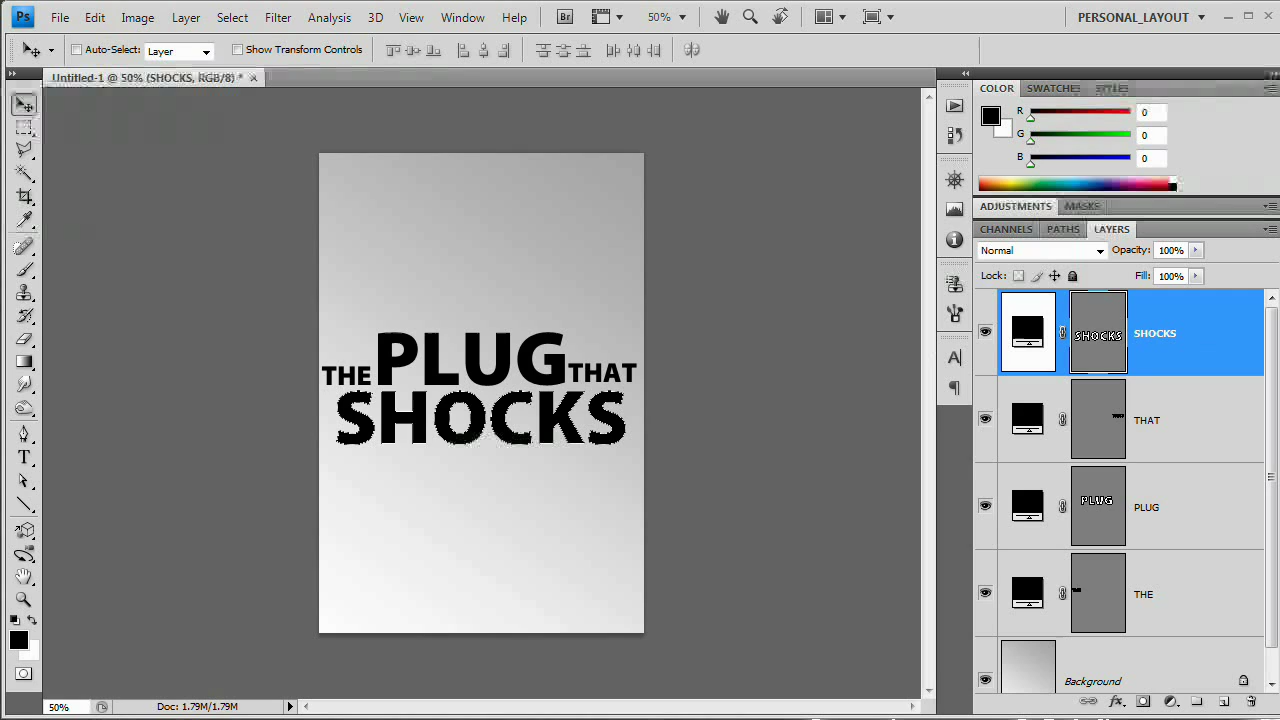 Ps File Edit Image Layer Select Filter Analysis 3D View Window Help Br 50% PERSONAL_LAYOUT
Auto-Select: Layer Show Transform Controls
Untitled-1 @ 50% (SHOCKS, RGB/8) *
COLOR SWATCHES STYLES
R 0
G 0
B 0
ADJUSTMENTS MASKS
CHANNELS PATHS LAYERS
Normal Opacity: 100%
Lock: Fill: 100%
SHOCKS SHOCKS
THAT
PLUG PLUG
THE
Background
THE PLUG THAT
SHOCKS
50% Doc: 1.79M/1.79M